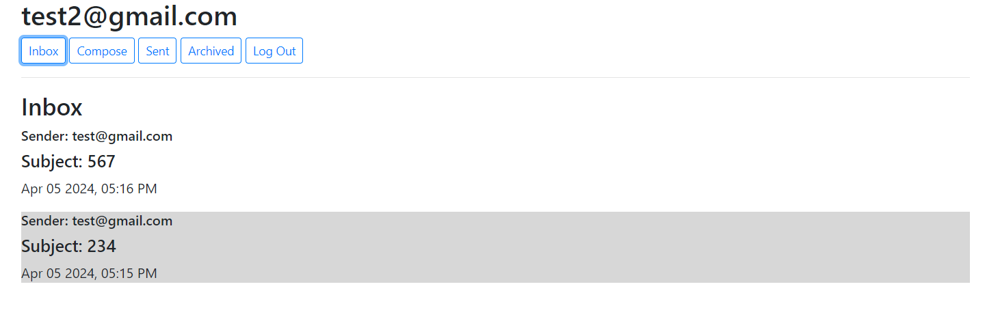 test2@gmail.com
Inbox Compose Sent Archived Log Out
Inbox
Sender: test@gmail.com
Subject: 567
Apr 05 2024, 05:16 PM
Sender: test@gmail.com
Subject: 234
Apr 05 2024, 05:15 PM